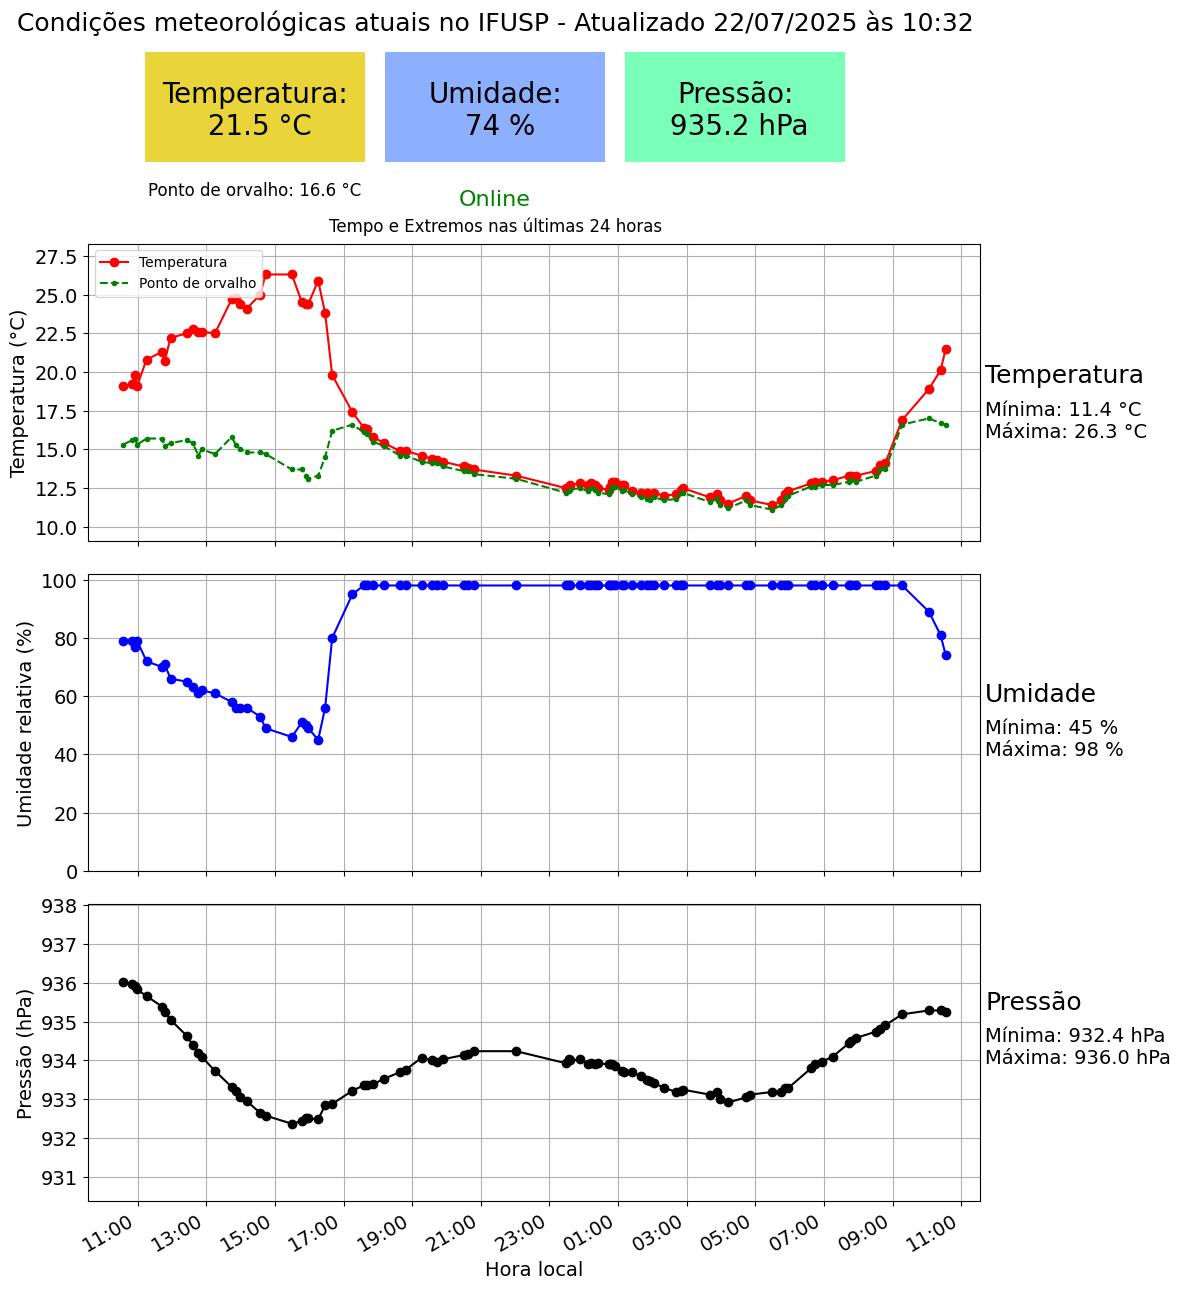 Condições meteorológicas atuais no IFUSP - Atualizado 22/07/2025 às 10:32
Temperatura:
21.5 °C
Umidade:
74 %
Pressão:
935.2 hPa
Ponto de orvalho: 16.6 °C
Online
Tempo e Extremos nas últimas 24 horas
Temperatura (°C)
27.5
25.0
22.5
20.0
17.5
15.0
12.5
10.0
Temperatura
Ponto de orvalho
Temperatura
Mínima: 11.4 °C
Máxima: 26.3 °C
Umidade relativa (%)
100
80
60
40
20
0
Umidade
Mínima: 45 %
Máxima: 98 %
Pressão (hPa)
938
937
936
935
934
933
932
931
Pressão
Mínima: 932.4 hPa
Máxima: 936.0 hPa
11:00 13:00 15:00 17:00 19:00 21:00 23:00 01:00 03:00 05:00 07:00 09:00 11:00
Hora local